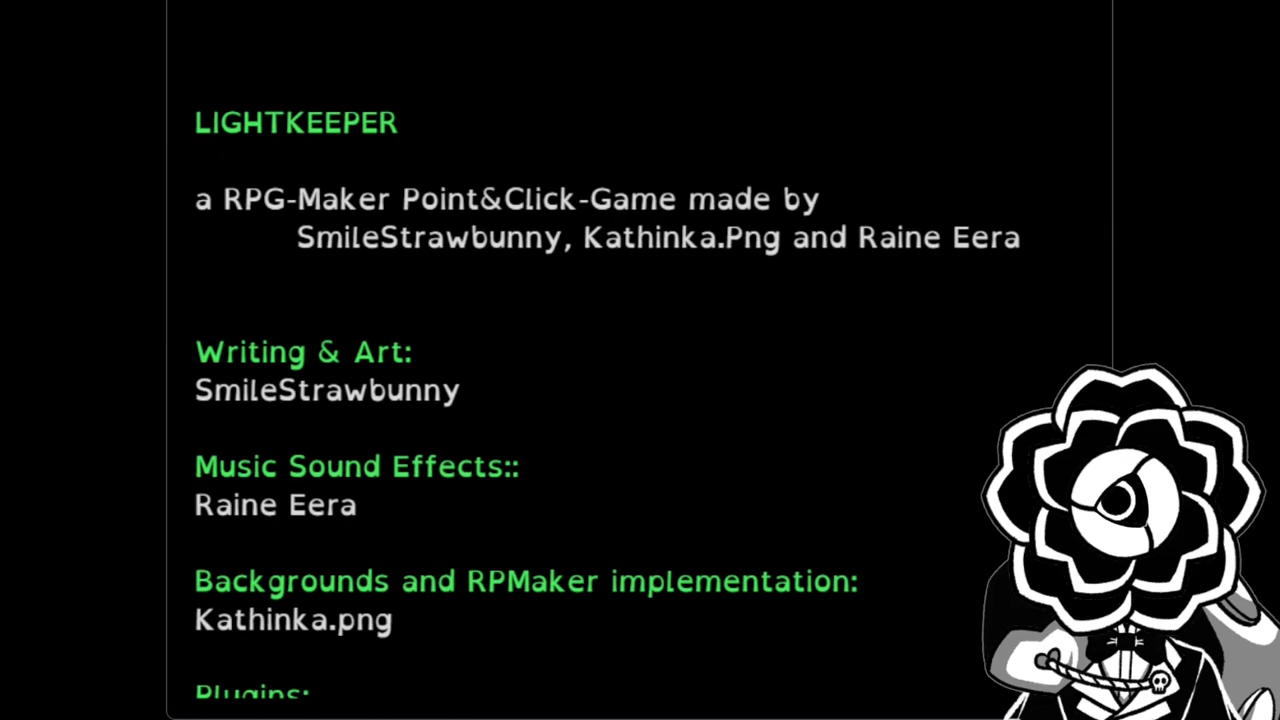 LIGHTKEEPER
a RPG-Maker Point&Click-Game made by
SmileStrawbunny, Kathinka.Png and Raine Eera
Writing & Art:
SmileStrawbunny
Music Sound Effects::
Raine Eera
Backgrounds and RPMaker implementation:
Kathinka.png
Plugins: